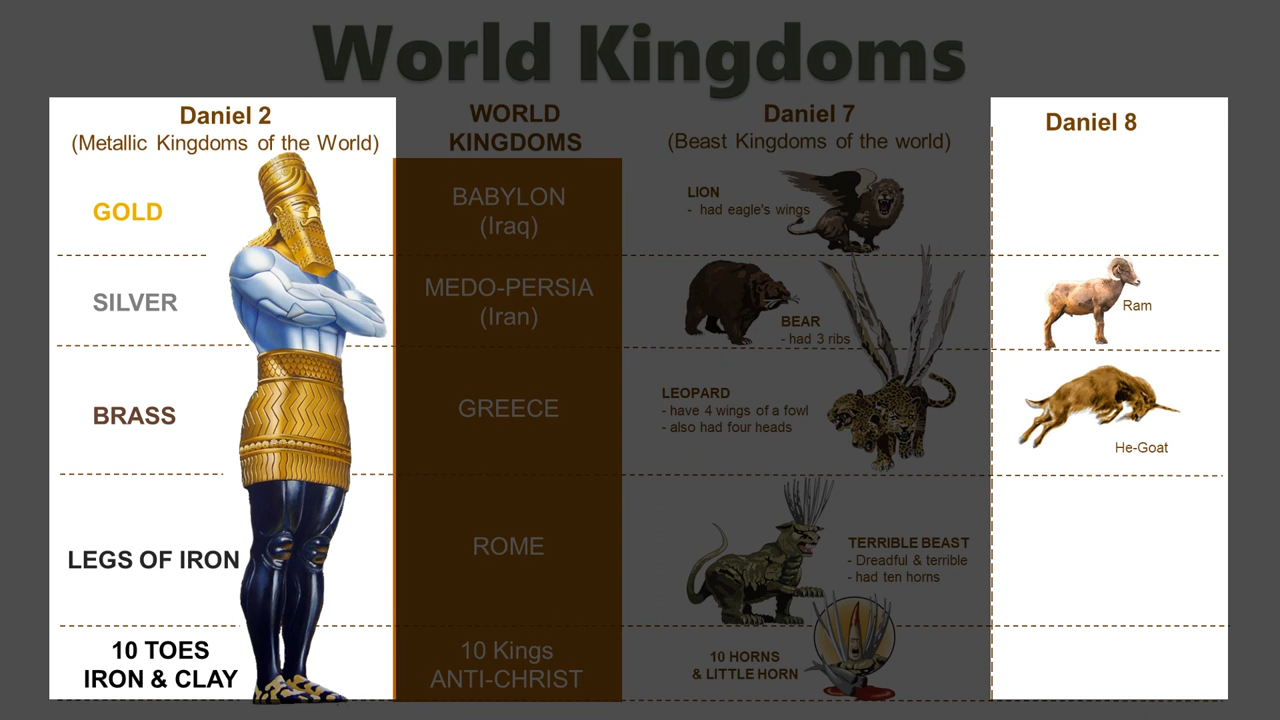 World Kingdoms
Daniel 2
(Metallic Kingdoms of the World)
WORLD
KINGDOMS
Daniel 7
(Beast Kingdoms of the world)
Daniel 8
GOLD
BABYLON
(Iraq)
LION
- had eagle's wings
SILVER
MEDO-PERSIA
(Iran)
BEAR
- had 3 ribs
Ram
BRASS
GREECE
LEOPARD
- have 4 wings of a fowl
- also had four heads
He-Goat
LEGS OF IRON
ROME
TERRIBLE BEAST
- Dreadful & terrible
- had ten horns
10 TOES
IRON & CLAY
10 Kings
ANTI-CHRIST
10 HORNS
& LITTLE HORN